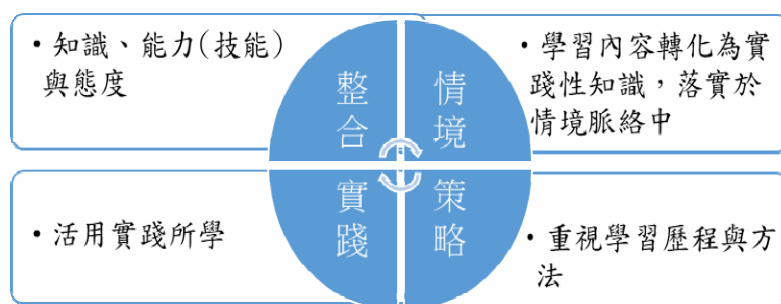 • 知識、能力(技能)
與態度
整合
情境
• 學習內容轉化為實
踐性知識，落實於
情境脈絡中
• 活用實踐所學
實踐
策略
• 重視學習歷程與方
法